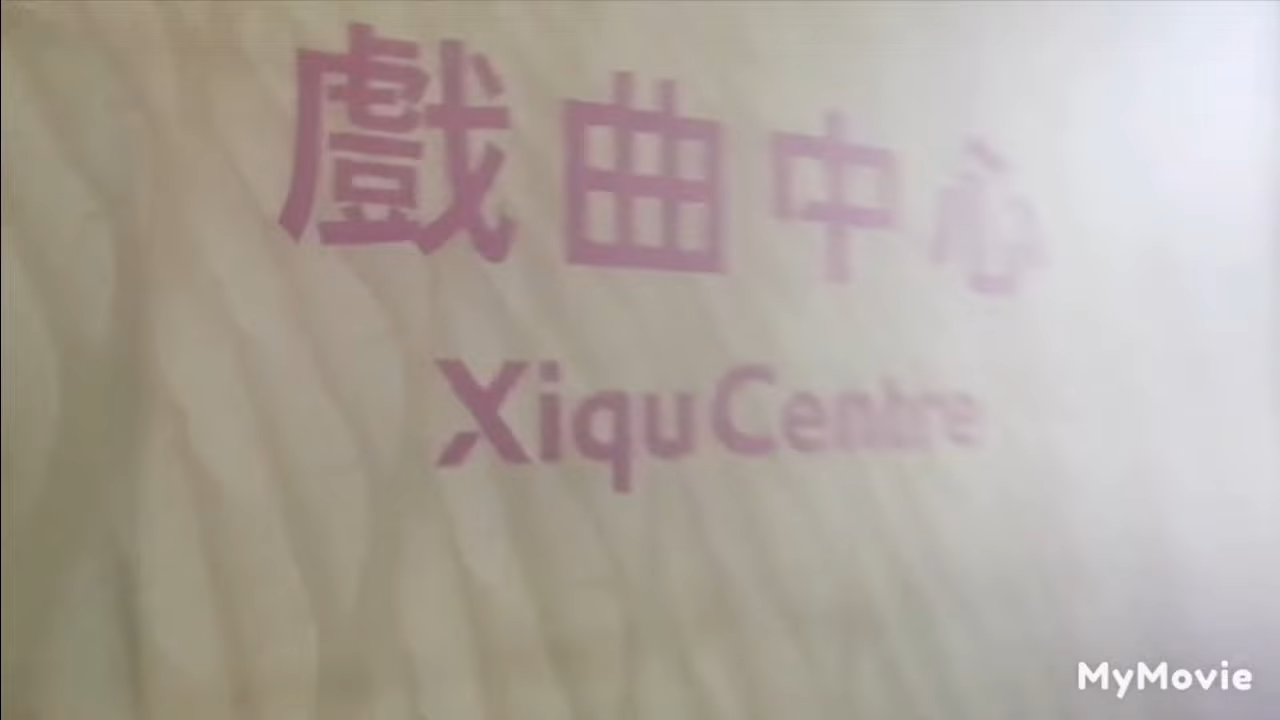 戲曲中心
Xiqu Centre
MyMovie